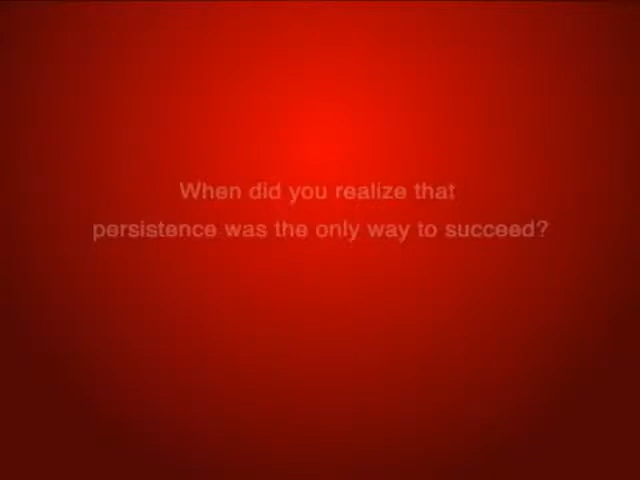 When did you realize that
persistence was the only way to succeed?